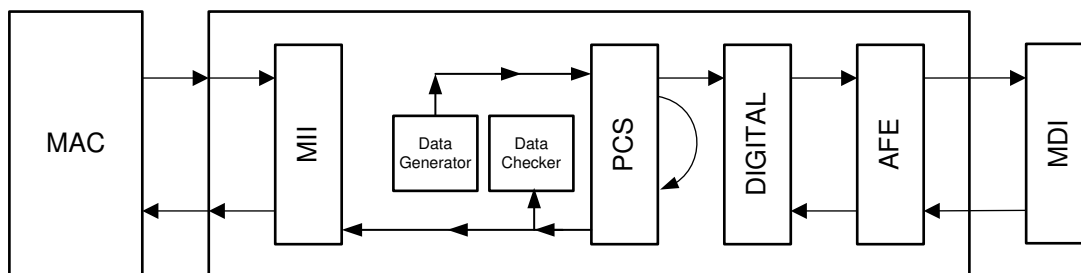 MAC
MII
Data
Generator
Data
Checker
PCS
DIGITAL
AFE
MDI